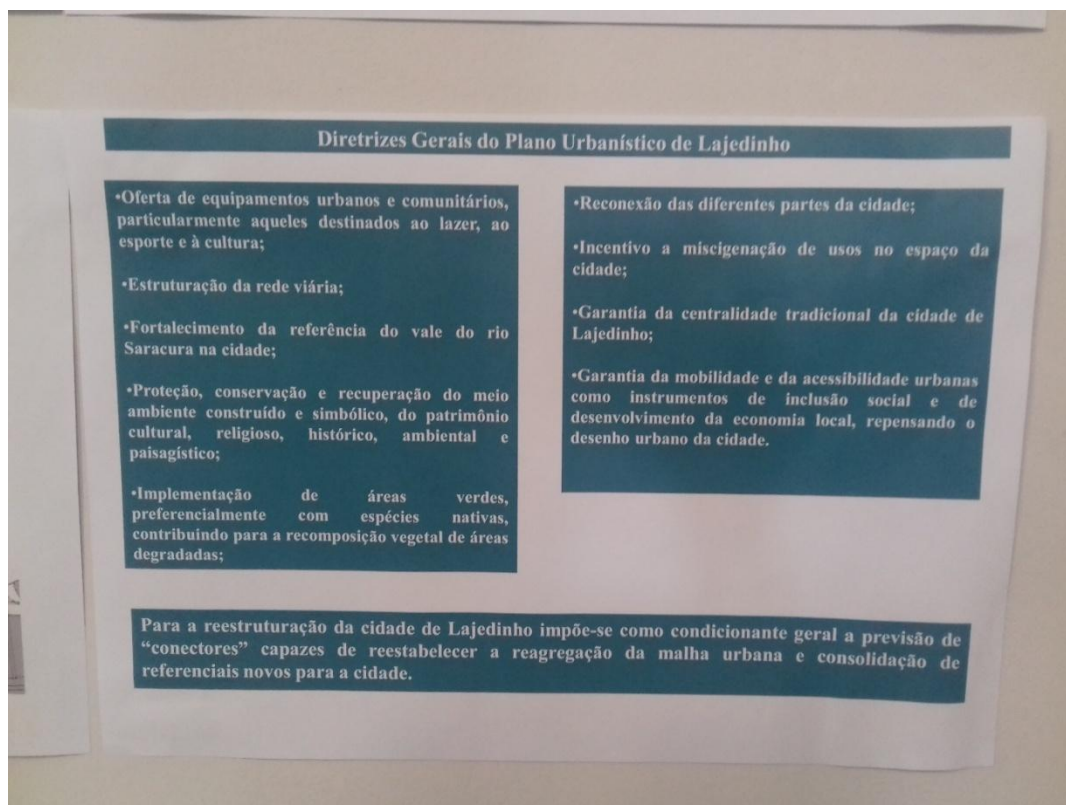 Diretrizes Gerais do Plano Urbanístico de Lajedinho
•Oferta de equipamentos urbanos e comunitários,
particularmente aqueles destinados ao lazer, ao
esporte e à cultura;
•Estruturação da rede viária;
•Fortalecimento da referência do vale do rio
Saracura na cidade;
•Proteção, conservação e recuperação do meio
ambiente construído e simbólico, do patrimônio
cultural, religioso, histórico, ambiental e
paisagístico;
•Implementação de áreas verdes,
preferencialmente com espécies nativas,
contribuindo para a recomposição vegetal de áreas
degradadas;
•Reconexão das diferentes partes da cidade;
•Incentivo a miscigenação de usos no espaço da
cidade;
•Garantia da centralidade tradicional da cidade de
Lajedinho;
•Garantia da mobilidade e da acessibilidade urbanas
como instrumentos de inclusão social e de
desenvolvimento da economia local, repensando o
desenho urbano da cidade.
Para a reestruturação da cidade de Lajedinho impõe-se como condicionante geral a previsão de
“conectores” capazes de reestabelecer a reagregação da malha urbana e consolidação de
referenciais novos para a cidade.